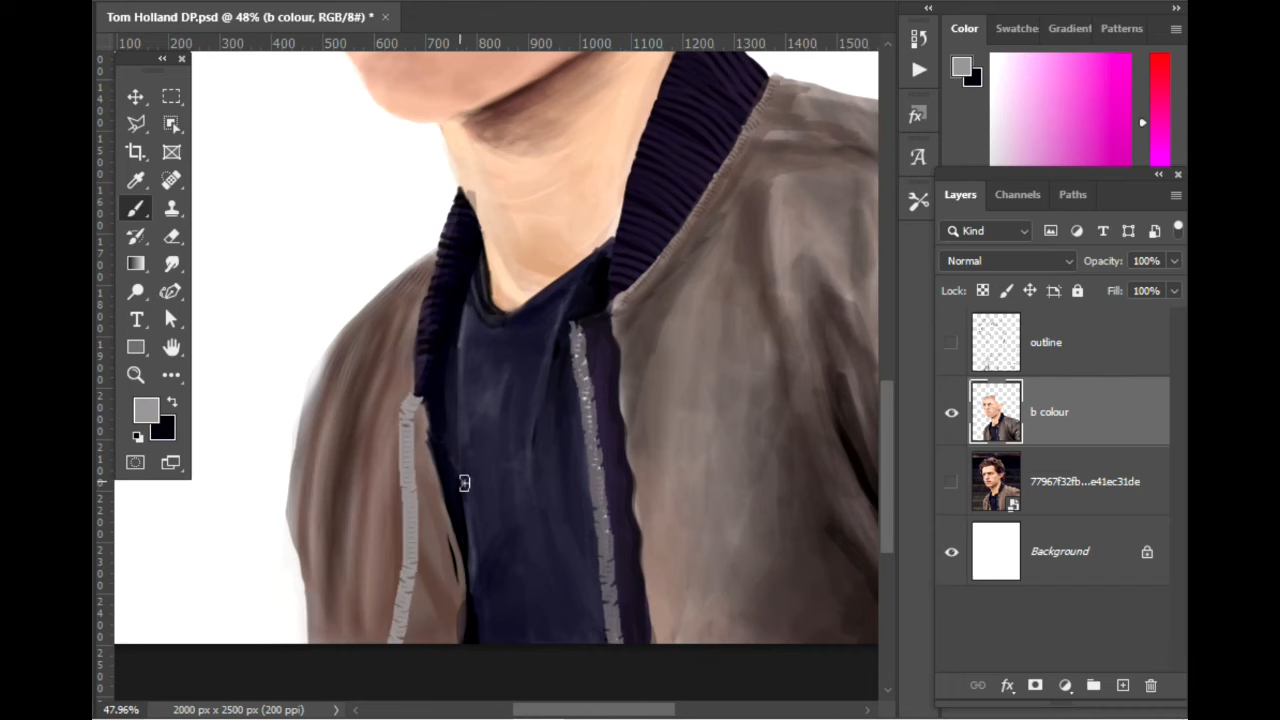 Tom Holland DP.psd @ 48% (b colour, RGB/8#) * ×
100 200 300 400 500 600 700 800 900 1000 1100 1200 1300 1400 1500
Color Swatche Gradient Patterns
Layers Channels Paths
Kind
Normal Opacity: 100%
Lock: Fill: 100%
outline
b colour
77967f32fb...e41ec31de
Background
47.96% 2000 px x 2500 px (200 ppi)